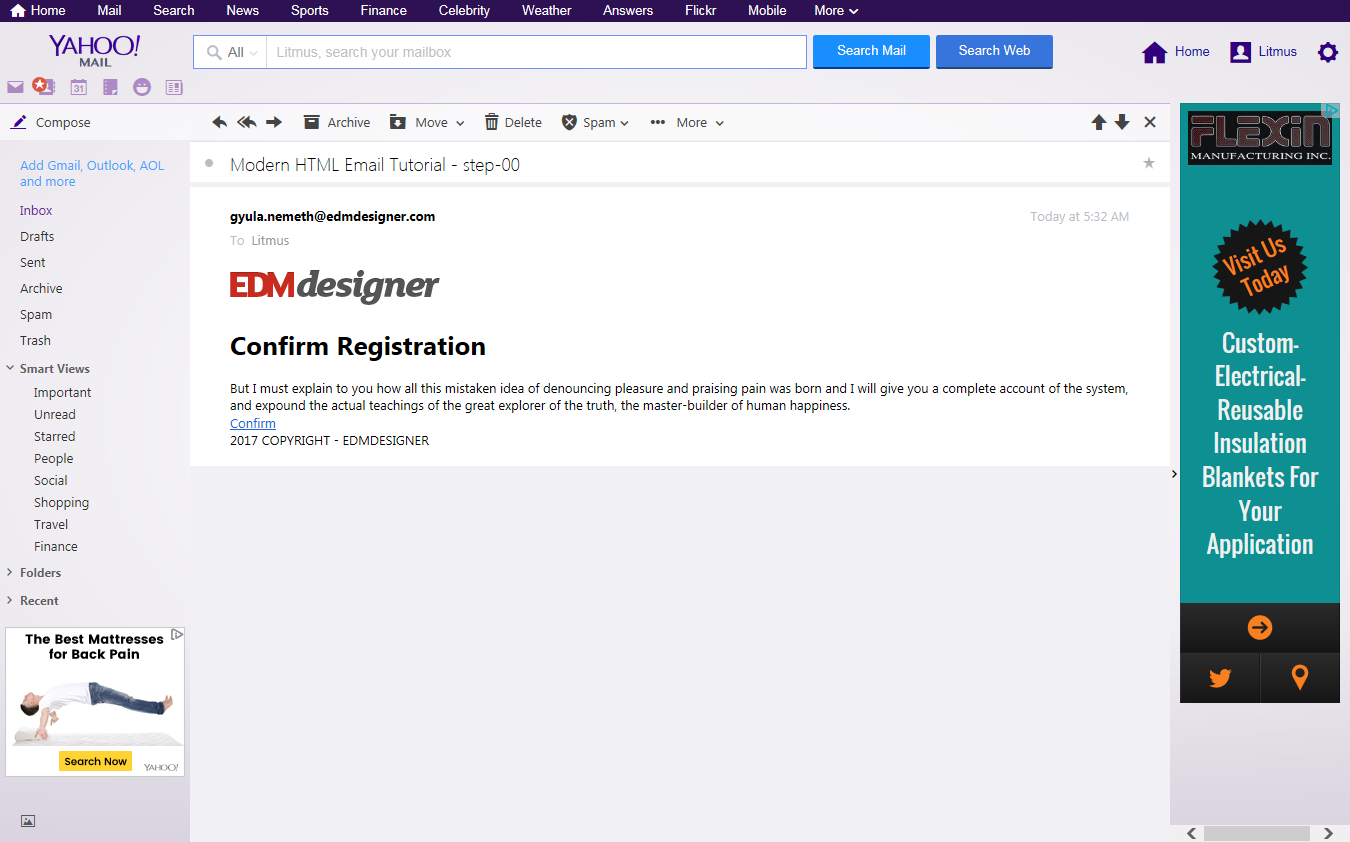 Home Mail Search News Sports Finance Celebrity Weather Answers Flickr Mobile More
YAHOO!
MAIL
All Litmus, search your mailbox Search Mail Search Web Home Litmus
31
Compose Archive Move Delete Spam More
Add Gmail, Outlook, AOL
and more
Inbox
Drafts
Sent
Archive
Spam
Trash
Smart Views
Important
Unread
Starred
People
Social
Shopping
Travel
Finance
Folders
Recent
The Best Mattresses
for Back Pain
Search Now
YAHOO!
Modern HTML Email Tutorial - step-00
gyula.nemeth@edmdesigner.com Today at 5:32 AM
To Litmus
EDMdesigner
Confirm Registration
But I must explain to you how all this mistaken idea of denouncing pleasure and praising pain was born and I will give you a complete account of the system,
and expound the actual teachings of the great explorer of the truth, the master-builder of human happiness.
Confirm
2017 COPYRIGHT - EDMDESIGNER
FLEXIN
MANUFACTURING INC.
Visit Us
Today
Custom-
Electrical-
Reusable
Insulation
Blankets For
Your
Application